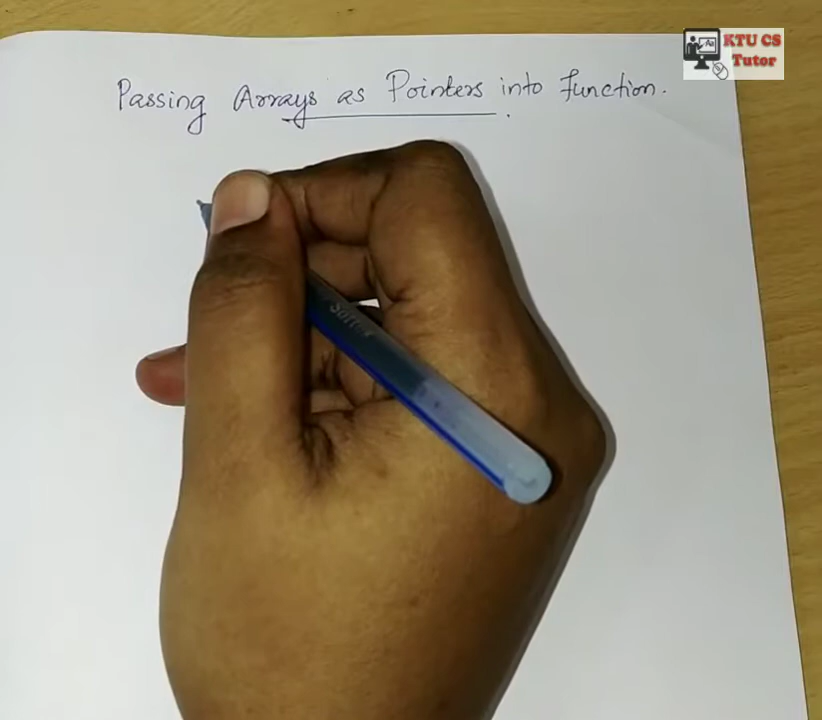 KTU CS
Tutor
Passing Arrays as Pointers into function.